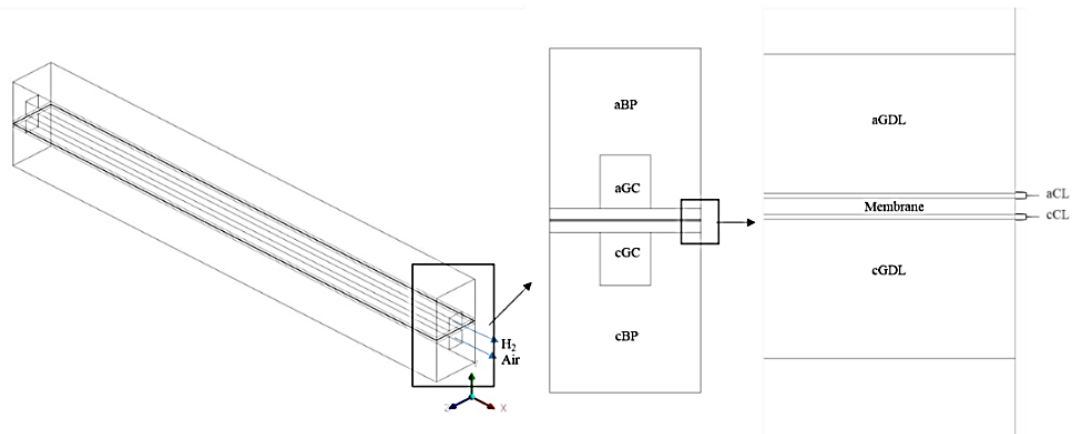 H2
Air
Z
X
aBP
aGC
cGC
cBP
aGDL
aCL
Membrane
cCL
cGDL